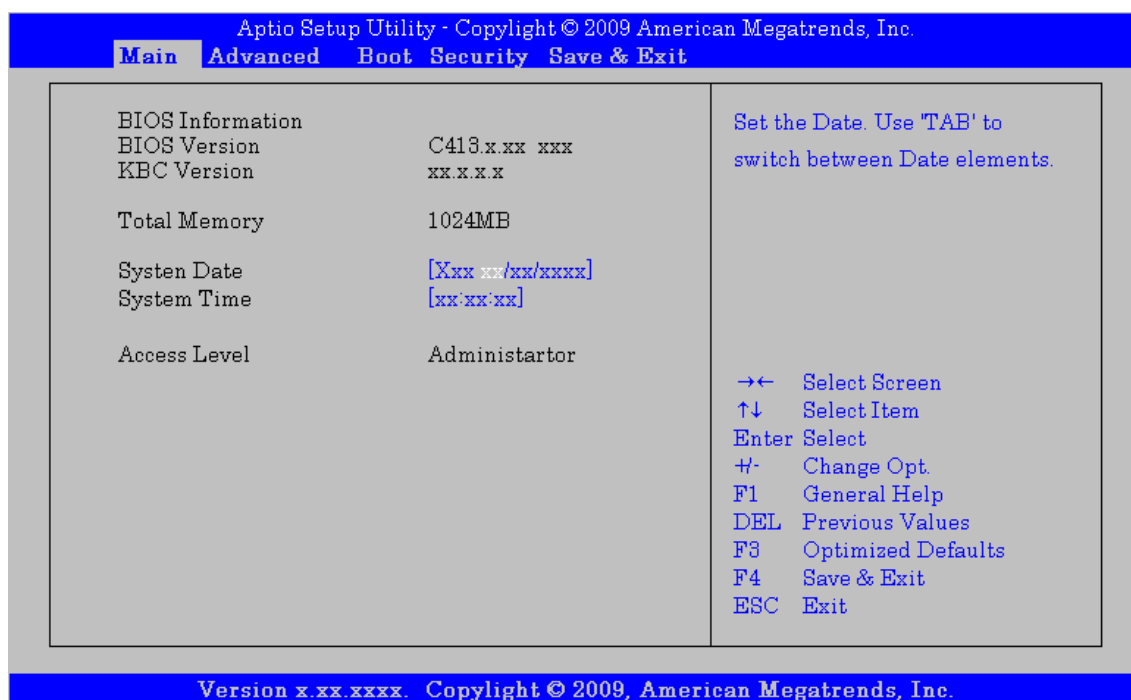 Aptio Setup Utility - Copylight © 2009 American Megatrends, Inc.
Main Advanced Boot Security Save & Exit
BIOS Information
BIOS Version C413.x.xx xxx
KBC Version xx.x.x.x
Total Memory 1024MB
Systen Date [Xxx xx/xx/xxxx]
System Time [xx:xx:xx]
Access Level Administartor
Set the Date. Use 'TAB' to
switch between Date elements.
→← Select Screen
↑↓ Select Item
Enter Select
+/- Change Opt.
F1 General Help
DEL Previous Values
F3 Optimized Defaults
F4 Save & Exit
ESC Exit
Version x.xx.xxxx. Copylight © 2009, American Megatrends, Inc.